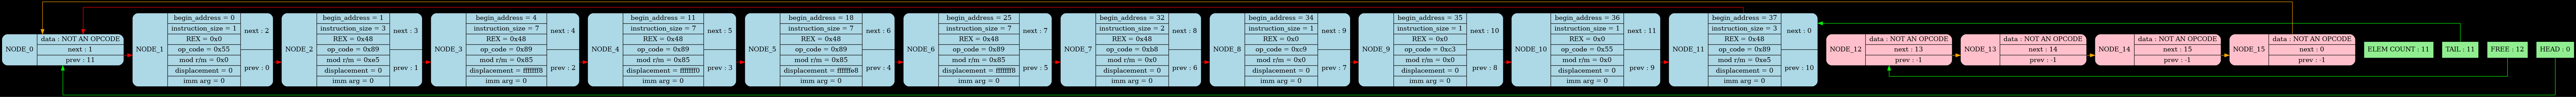 NODE_0
data : NOT AN OPCODE
next : 1
prev : 11
NODE_1
begin_address = 0
instruction_size = 1
REX = 0x0
op_code = 0x55
mod r/m = 0x0
displacement = 0
imm arg = 0
next : 2
prev : 0
NODE_2
begin_address = 1
instruction_size = 3
REX = 0x48
op_code = 0x89
mod r/m = 0xe5
displacement = 0
imm arg = 0
next : 3
prev : 1
NODE_3
begin_address = 4
instruction_size = 7
REX = 0x48
op_code = 0x89
mod r/m = 0x85
imm arg = 0
next : 4
prev : 2
NODE_4
begin_address = 11
instruction_size = 7
REX = 0x48
op_code = 0x89
mod r/m = 0x85
imm arg = 0
next : 5
prev : 3
NODE_5
begin_address = 18
instruction_size = 7
REX = 0x48
op_code = 0x89
mod r/m = 0x85
imm arg = 0
next : 6
prev : 4
NODE_6
begin_address = 25
instruction_size = 7
REX = 0x48
op_code = 0x89
mod r/m = 0x85
imm arg = 0
next : 7
prev : 5
NODE_7
begin_address = 32
instruction_size = 2
REX = 0x48
op_code = 0xb8
mod r/m = 0x0
displacement = 0
imm arg = 0
next : 8
prev : 6
NODE_8
begin_address = 34
instruction_size = 1
REX = 0x0
op_code = 0xc9
mod r/m = 0x0
displacement = 0
imm arg = 0
next : 9
prev : 7
NODE_9
begin_address = 35
instruction_size = 1
REX = 0x0
op_code = 0xc3
mod r/m = 0x0
displacement = 0
imm arg = 0
next : 10
prev : 8
NODE_10
begin_address = 36
instruction_size = 1
REX = 0x0
op_code = 0x55
mod r/m = 0x0
displacement = 0
imm arg = 0
next : 11
prev : 9
NODE_11
begin_address = 37
instruction_size = 3
REX = 0x48
op_code = 0x89
mod r/m = 0xe5
displacement = 0
imm arg = 0
next : 0
prev : 10
NODE_12
data : NOT AN OPCODE
next : 13
prev : -1
NODE_13
data : NOT AN OPCODE
next : 14
prev : -1
NODE_14
data : NOT AN OPCODE
next : 15
prev : -1
NODE_15
data : NOT AN OPCODE
next : 0
prev : -1
ELEM COUNT : 11
TAIL : 11
FREE : 12
HEAD : 0